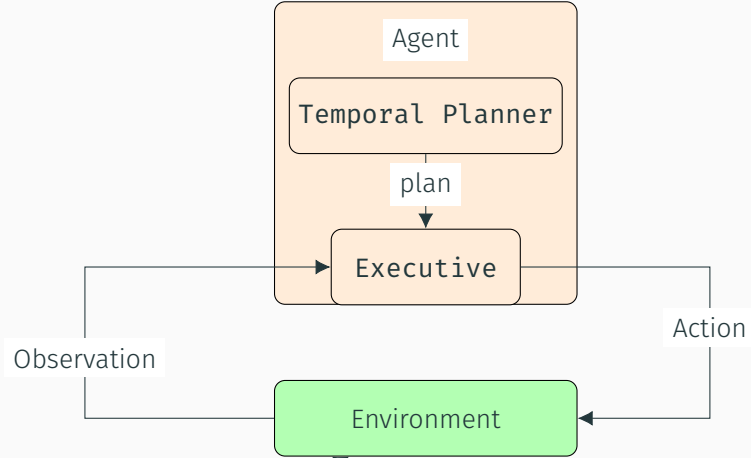 Agent
Temporal Planner
plan
Executive
Action
Observation
Environment